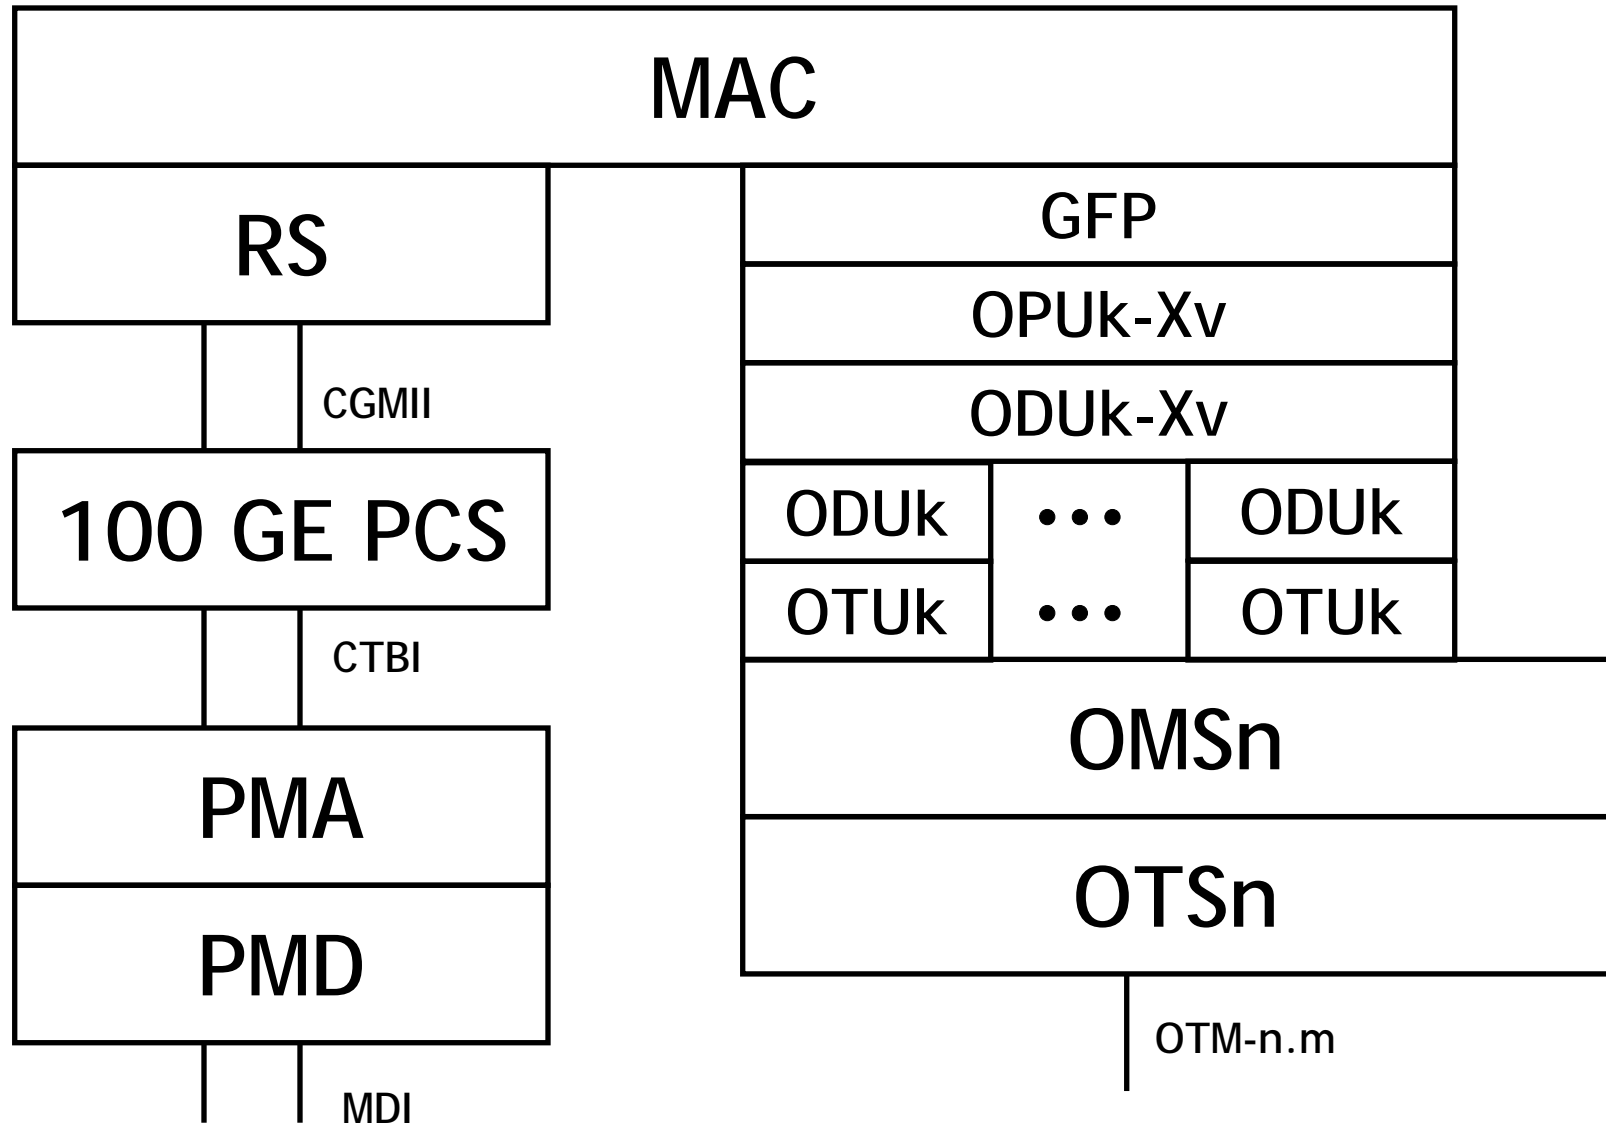 MAC
RS
CGMII
100 GE PCS
CTBI
PMA
PMD
MDI
GFP
OPUk-Xv
ODUk-Xv
ODUk ••• ODUk
OTUk ••• OTUk
OMSn
OTSn
OTM-n.m